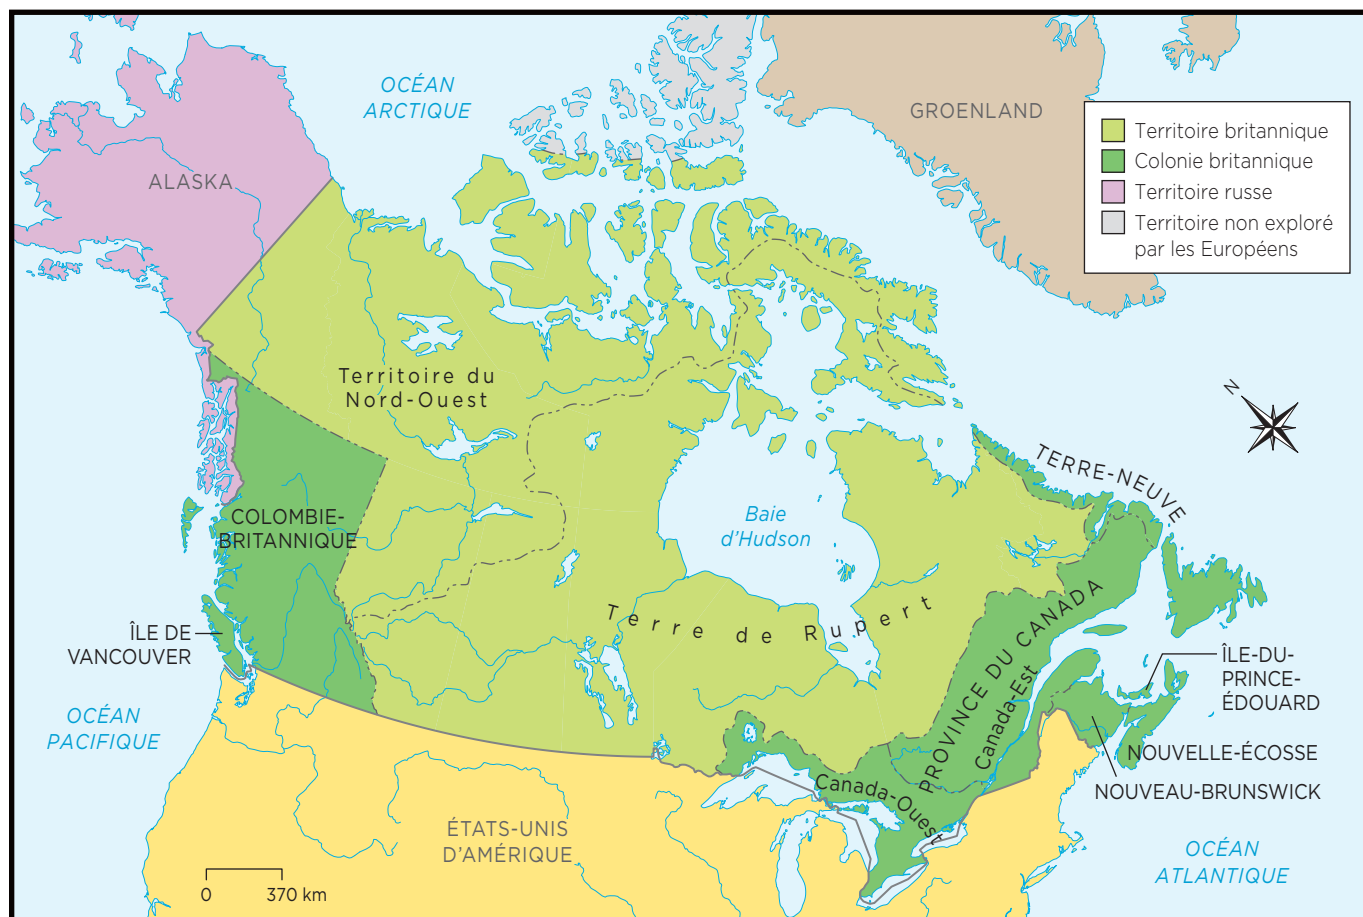 OCÉAN
ARCTIQUE
GROENLAND
ALASKA
Territoire britannique
Colonie britannique
Territoire russe
Territoire non exploré
par les Européens
Territoire du
Nord-Ouest
N
TERRE-NEUVE
COLOMBIE-
BRITANNIQUE
Baie
d'Hudson
Terre de Rupert
PROVINCE DU CANADA
Canada-Est
Canada-Ouest
ÎLE DE
VANCOUVER
ÎLE-DU-
PRINCE-
ÉDOUARD
OCÉAN
PACIFIQUE
NOUVELLE-ÉCOSSE
NOUVEAU-BRUNSWICK
ÉTATS-UNIS
D'AMÉRIQUE
OCÉAN
ATLANTIQUE
0 370 km